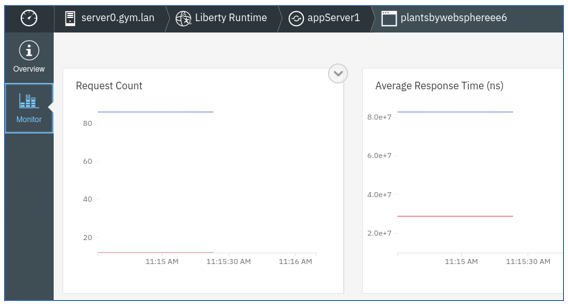 server0.gym.lan Liberty Runtime appServer1 plantsbywebsphereee6
Overview
Monitor
Request Count
80
60
40
20
11:15 AM 11:15:30 AM 11:16 AM
Average Response Time (ns)
8.0e+7
6.0e+7
4.0e+7
2.0e+7
11:15 AM 11:15:30 AM